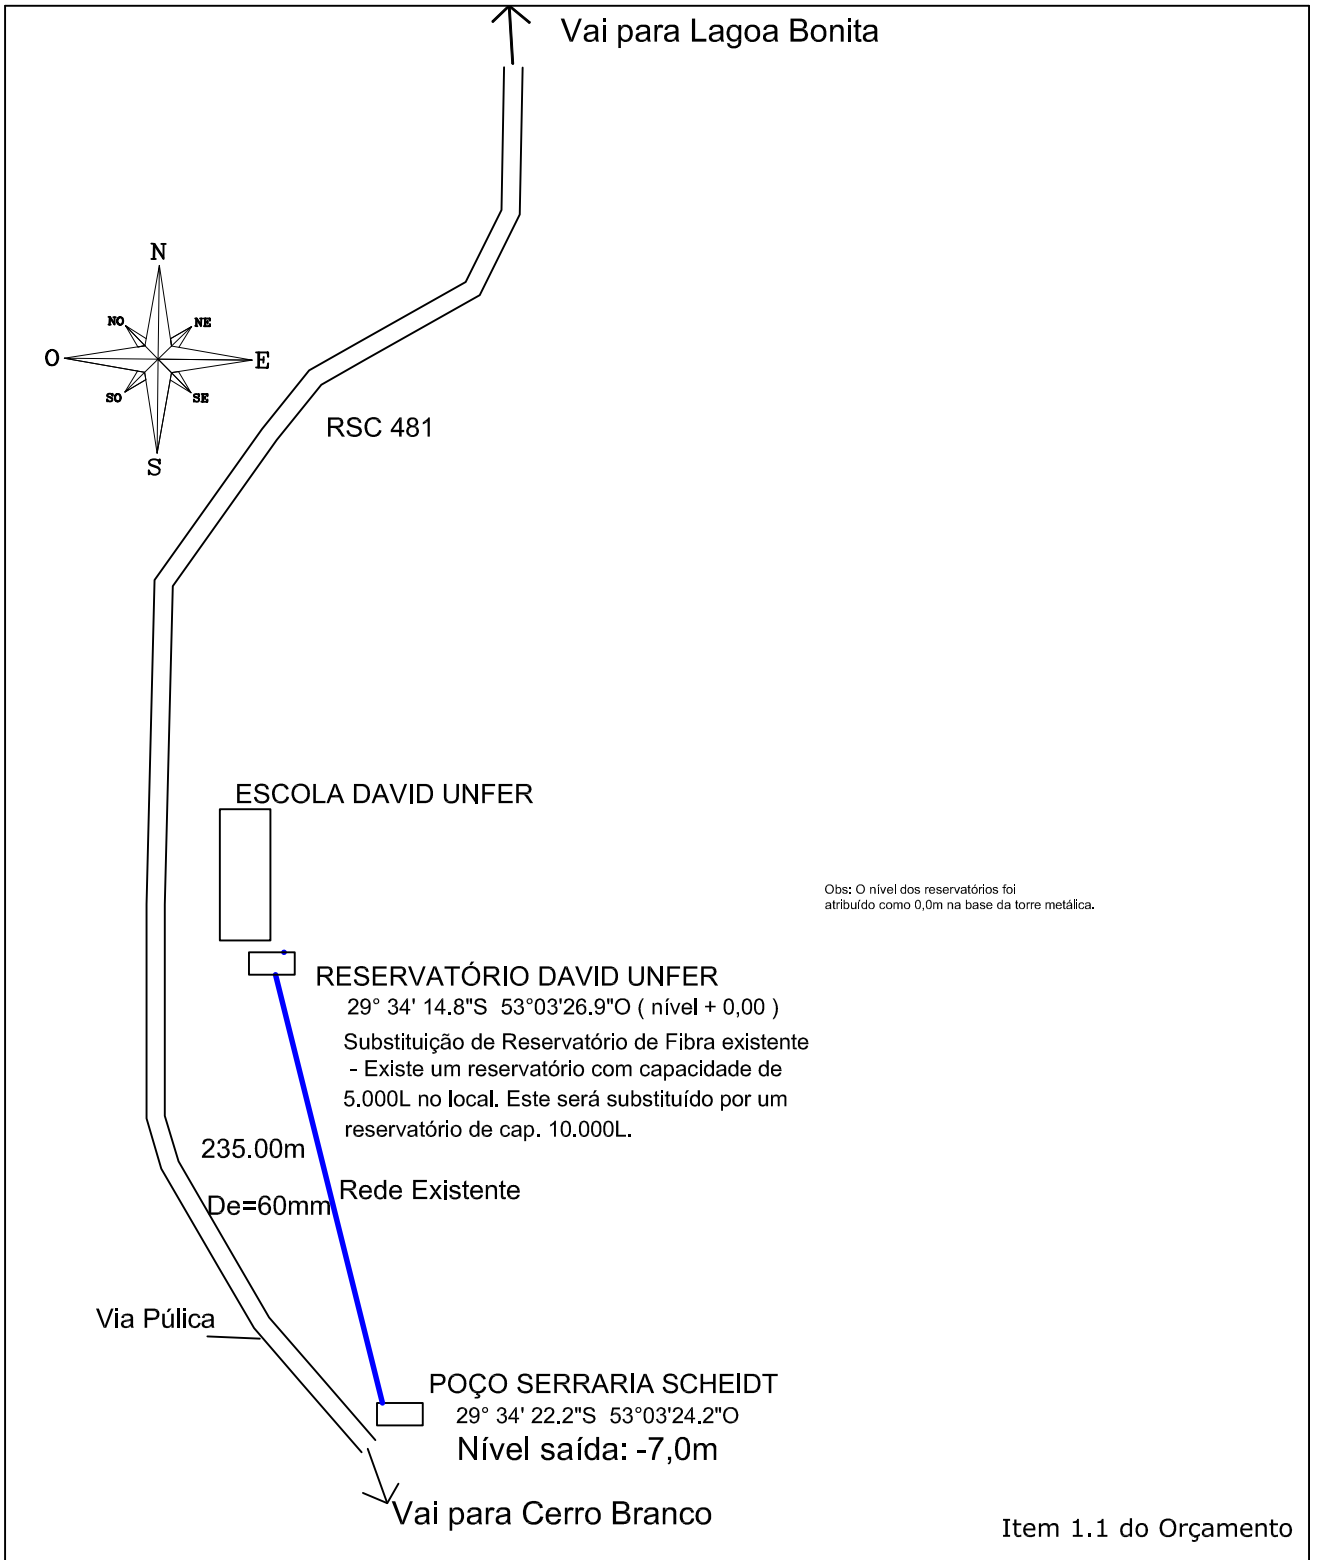 Vai para Lagoa Bonita
N
NO
NE
O
E
SO
SE
S
RSC 481
ESCOLA DAVID UNFER
Obs: O nível dos reservatórios foi
atribuído como 0,0m na base da torre metálica.
RESERVATÓRIO DAVID UNFER
29° 34' 14.8"S  53°03'26.9"O ( nível + 0,00 )
Substituição de Reservatório de Fibra existente
- Existe um reservatório com capacidade de
5.000L no local. Este será substituído por um
reservatório de cap. 10.000L.
235.00m
Rede Existente
De=60mm
Via Púlica
POÇO SERRARIA SCHEIDT
29° 34' 22.2"S  53°03'24.2"O
Nível saída: -7,0m
Vai para Cerro Branco
Item 1.1 do Orçamento